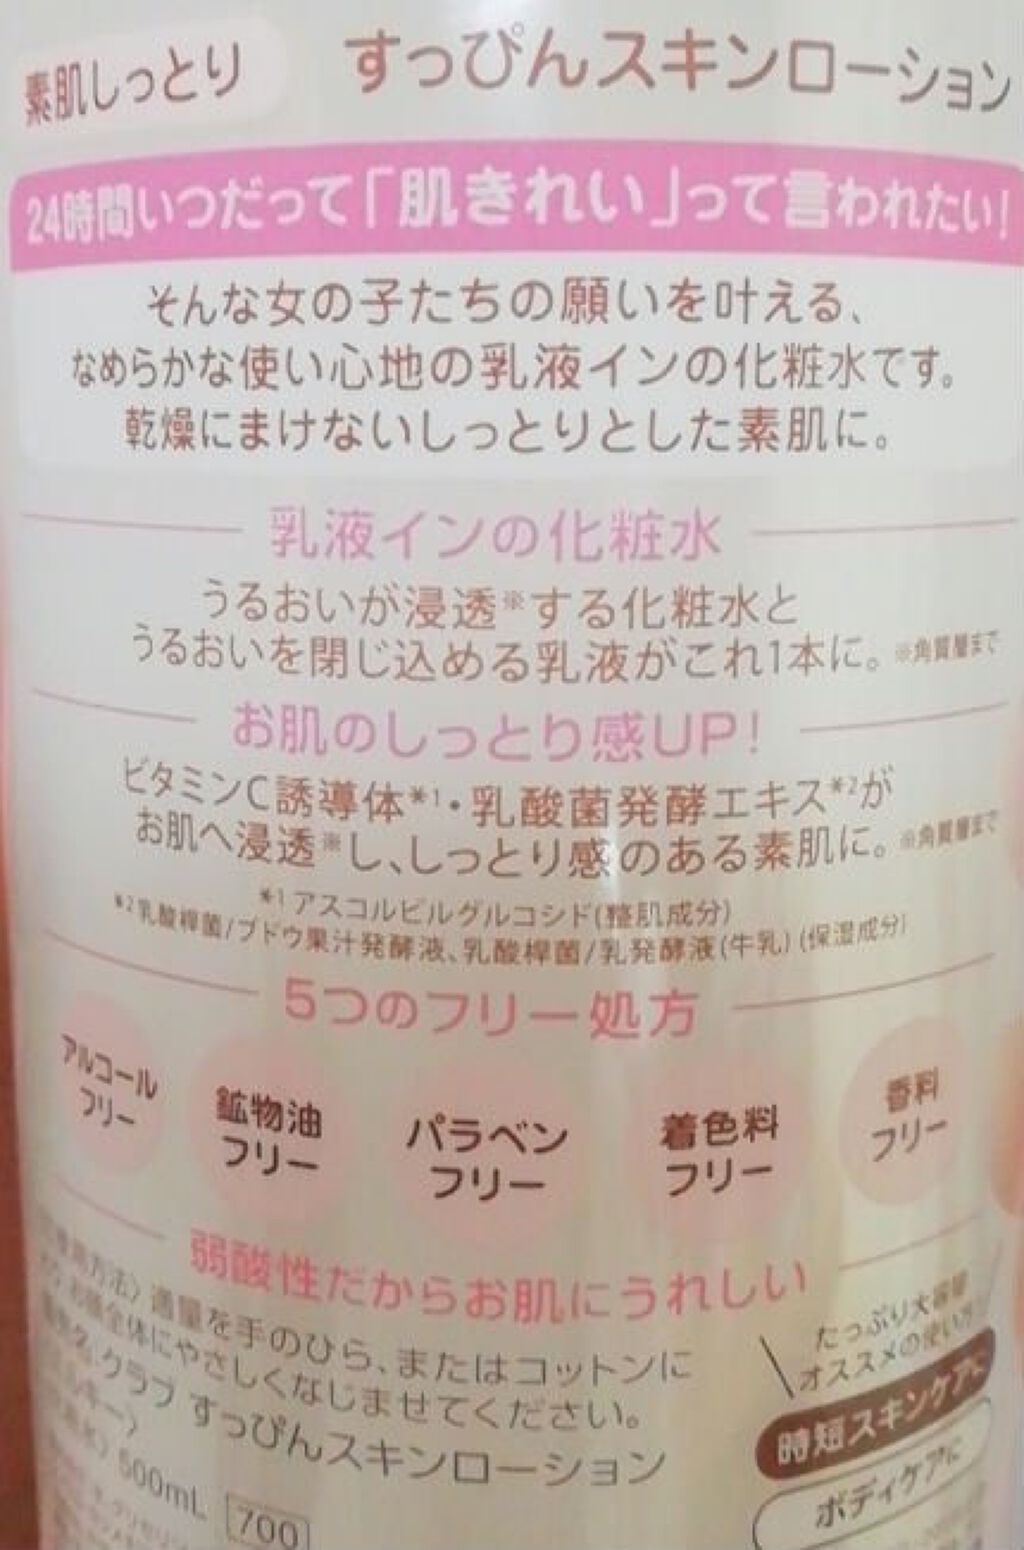 素肌しっとり
すっぴんスキンローション
24時間いつだって「肌きれい」って言われたい!
そんな女の子たちの願いを叶える、
なめらかな使い心地の乳液インの化粧水です。
乾燥にまけないしっとりとした素肌に。
乳液インの化粧水
うるおいが浸透※する化粧水と
うるおいを閉じ込める乳液がこれ1本に。※角質層まで
お肌のしっとり感UP!
ビタミンC誘導体*1・乳酸菌発酵エキス*2が
お肌へ浸透※し、しっとり感のある素肌に。※角質層まで
*1アスコルビルグルコシド(整肌成分)
*2乳酸桿菌/ブドウ果汁発酵液、乳酸桿菌/乳発酵液(牛乳)(保湿成分)
5つのフリー処方
アルコール
フリー
鉱物油
フリー
パラベン
フリー
着色料
フリー
香料
フリー
弱酸性だからお肌にうれしい
方法〉適量を手のひら、またはコットンに
全体にやさしくなじませてください。
クラブ すっぴんスキンローション
500mL 700
たっぷり大容量
オススメの使い方
時短スキンケアに
ボディケアに